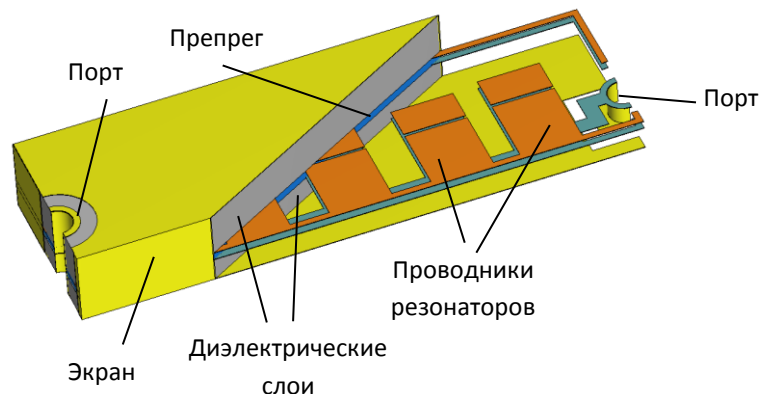 Препрег
Порт
Порт
Проводники
резонаторов
Диэлектрические
слои
Экран